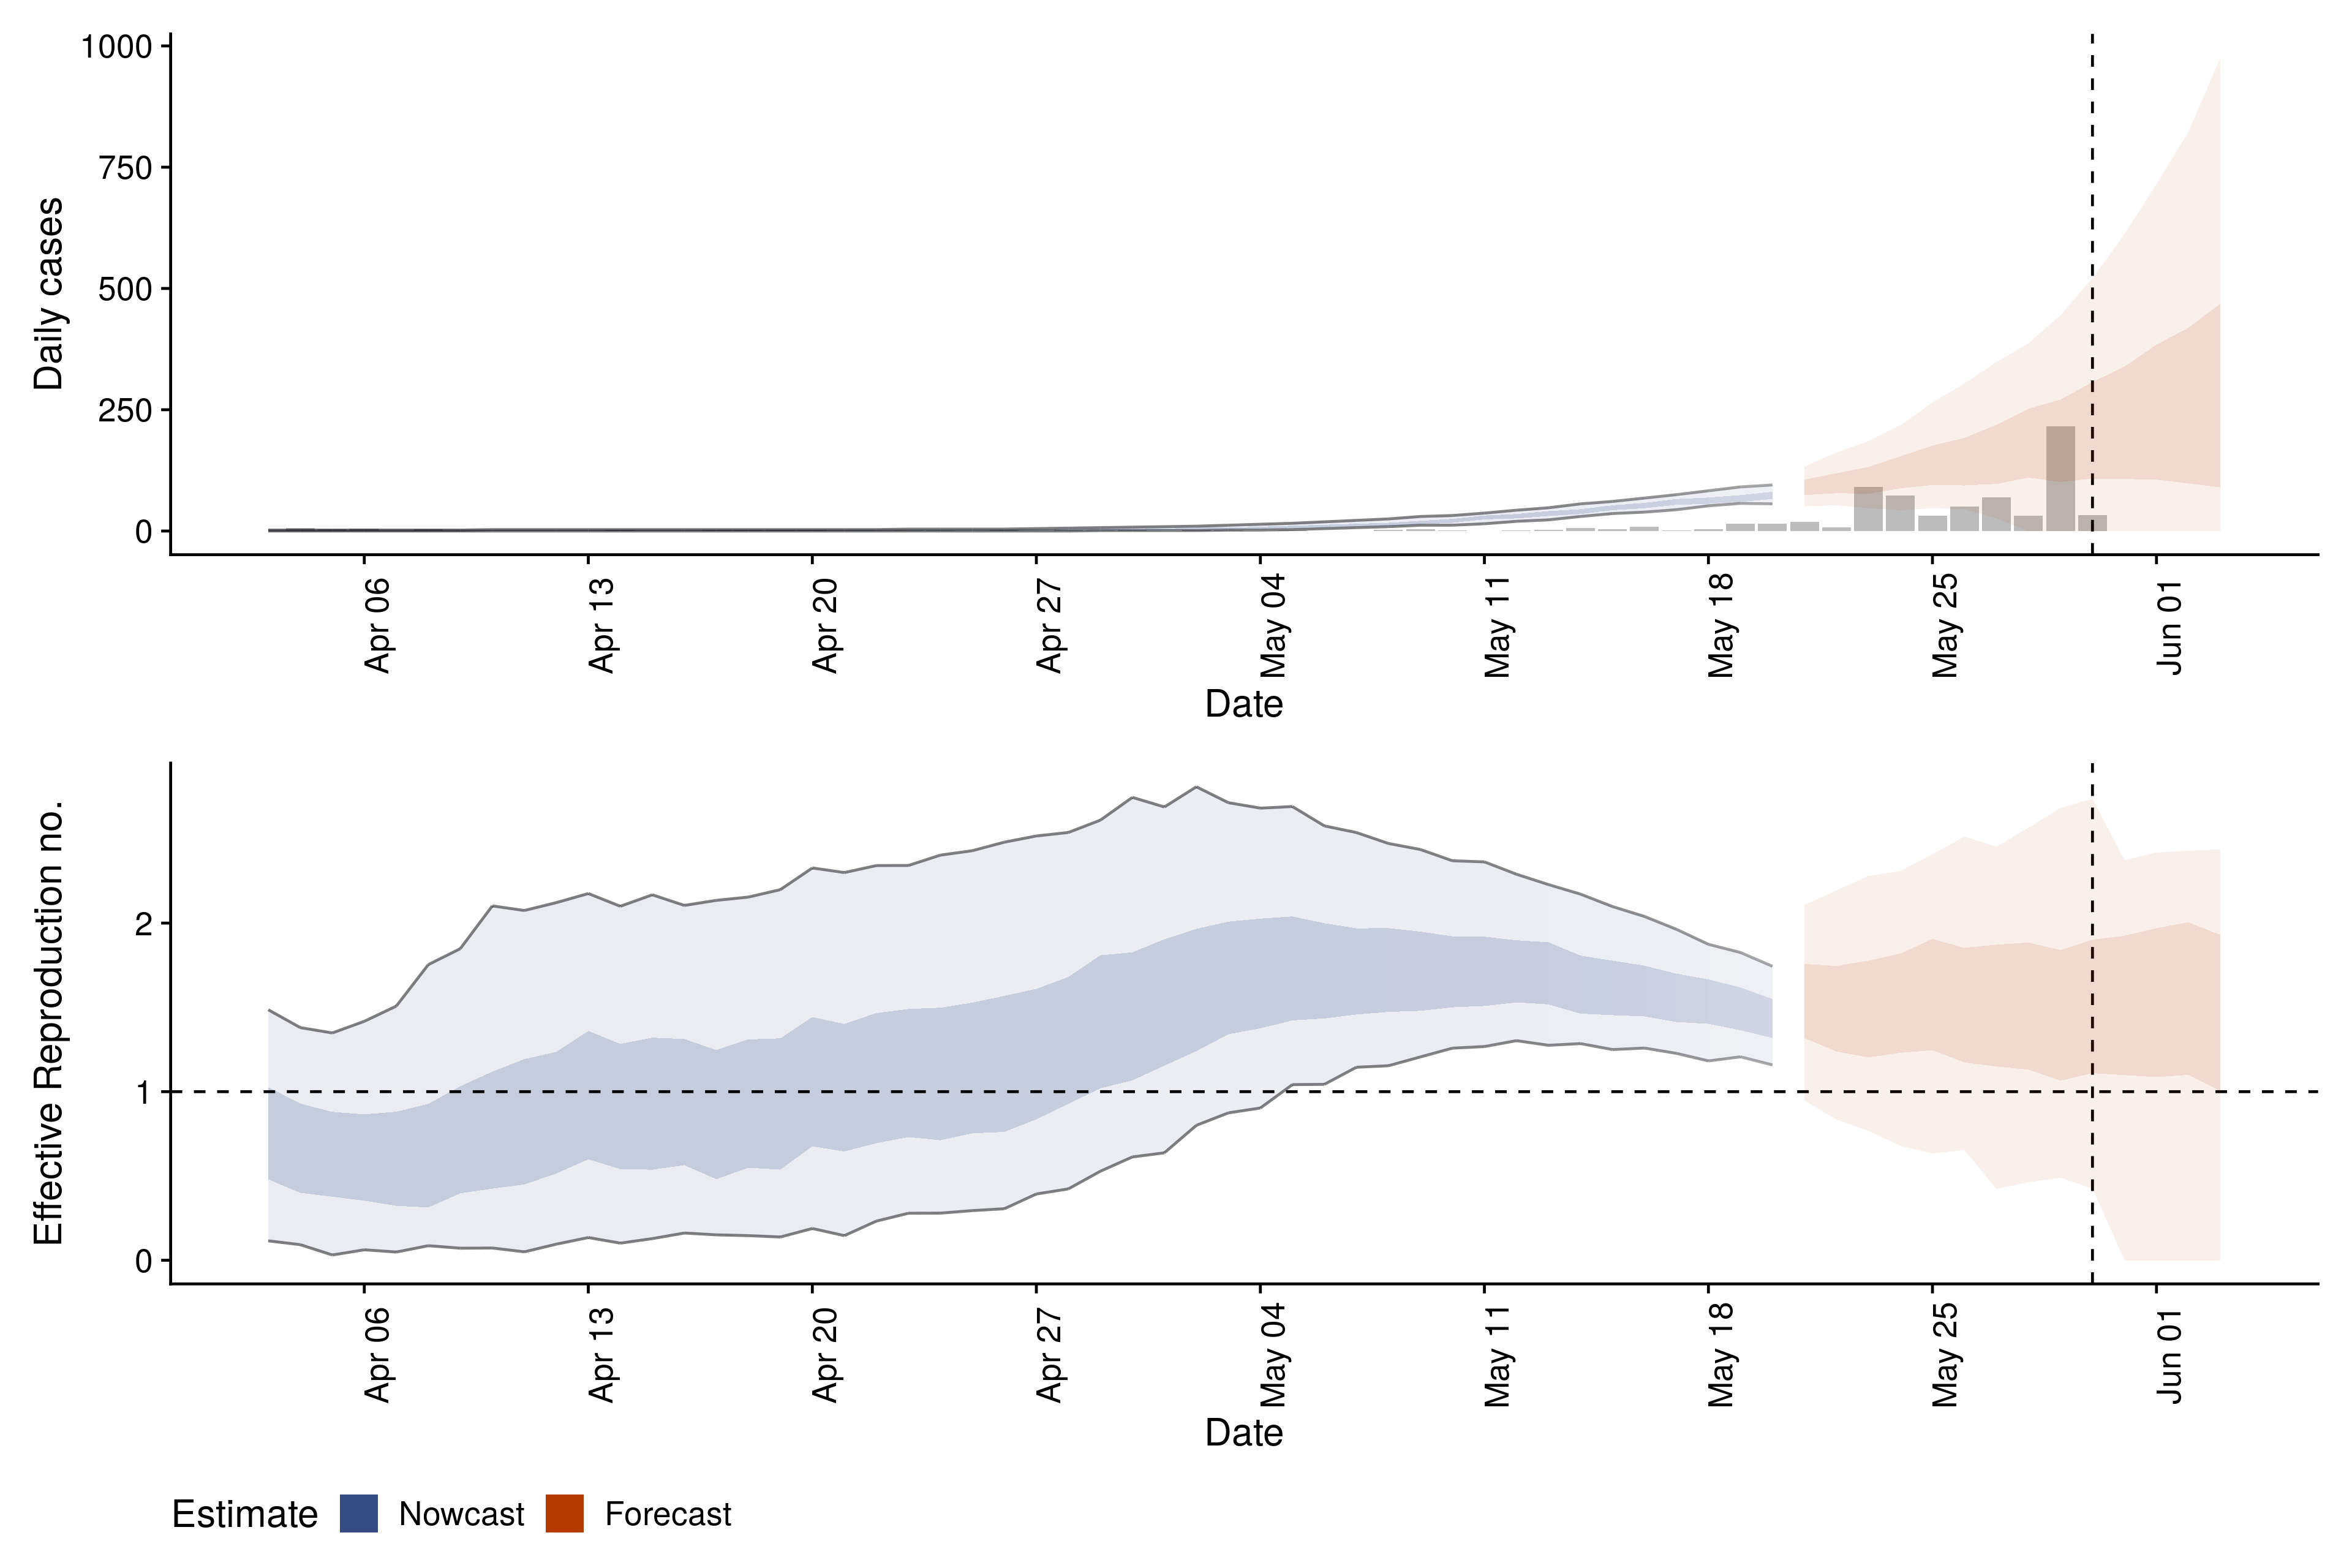 1000
750
500
250
0
Daily cases
Apr 06
Apr 13
Apr 20
Apr 27
May 04
May 11
May 18
May 25
Jun 01
Date
2
1
0
Effective Reproduction no.
Apr 06
Apr 13
Apr 20
Apr 27
May 04
May 11
May 18
May 25
Jun 01
Date
Estimate Nowcast Forecast